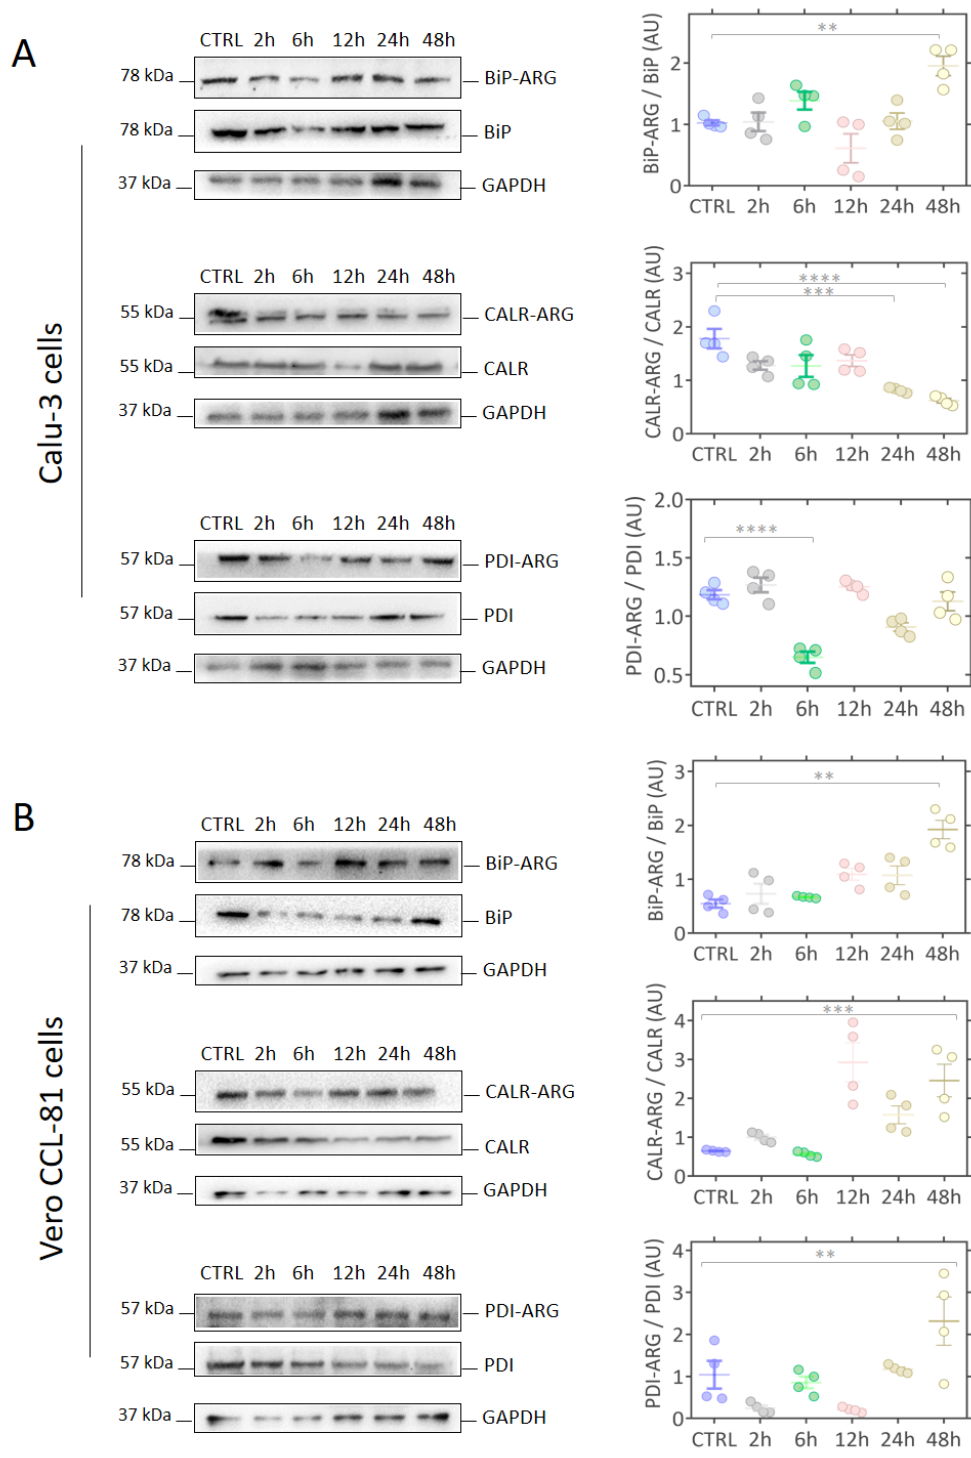 A
CTRL 2h 6h 12h 24h 48h
78 kDa BiP-ARG
78 kDa BiP
37 kDa GAPDH
BiP-ARG / BiP (AU)
2
1
0
**
CTRL 2h 6h 12h 24h 48h
Calu-3 cells
CTRL 2h 6h 12h 24h 48h
55 kDa CALR-ARG
55 kDa CALR
37 kDa GAPDH
CALR-ARG / CALR (AU)
3
2
1
0
****
***
CTRL 2h 6h 12h 24h 48h
CTRL 2h 6h 12h 24h 48h
57 kDa PDI-ARG
57 kDa PDI
37 kDa GAPDH
PDI-ARG / PDI (AU)
2.0
1.5
1.0
0.5
****
CTRL 2h 6h 12h 24h 48h
B
CTRL 2h 6h 12h 24h 48h
78 kDa BiP-ARG
78 kDa BiP
37 kDa GAPDH
BiP-ARG / BiP (AU)
3
2
1
0
**
CTRL 2h 6h 12h 24h 48h
Vero CCL-81 cells
CTRL 2h 6h 12h 24h 48h
55 kDa CALR-ARG
55 kDa CALR
37 kDa GAPDH
CALR-ARG / CALR (AU)
4
3
2
1
0
***
CTRL 2h 6h 12h 24h 48h
CTRL 2h 6h 12h 24h 48h
57 kDa PDI-ARG
57 kDa PDI
37 kDa GAPDH
PDI-ARG / PDI (AU)
4
3
2
1
0
**
CTRL 2h 6h 12h 24h 48h